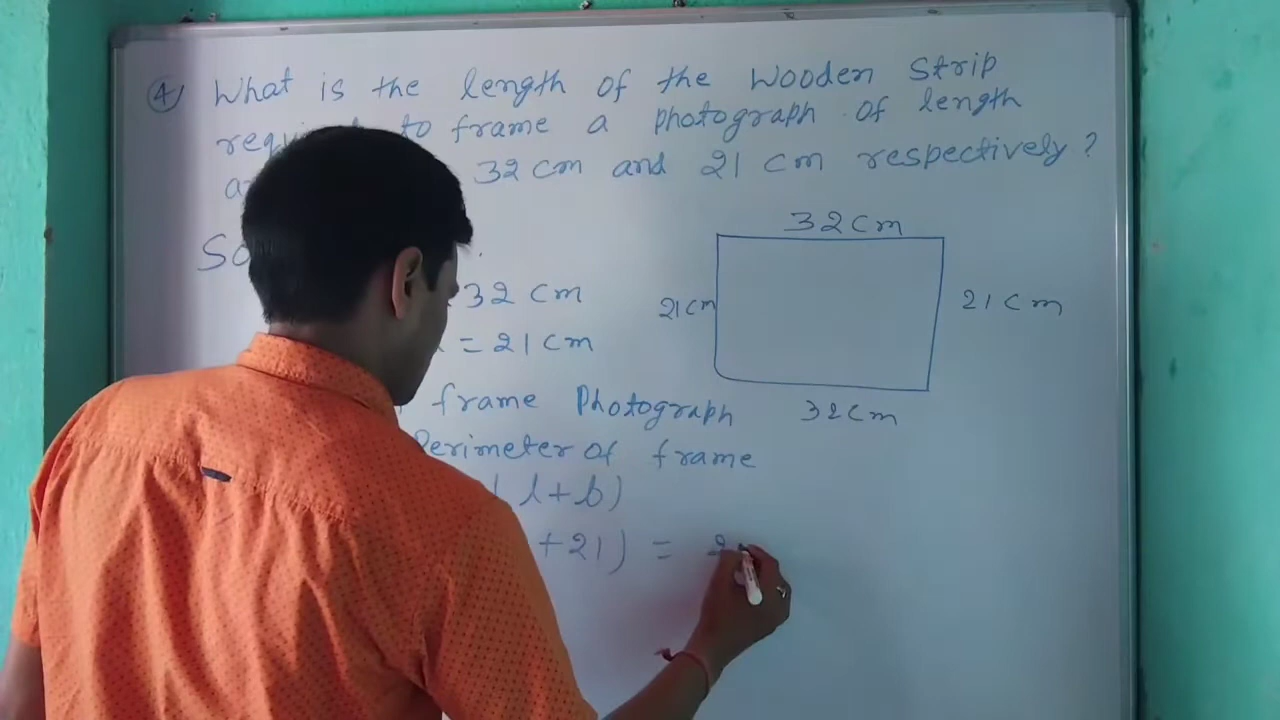 4 What is the length of the Wooden Strip
to frame a photograph of length
32 cm and 21 cm respectively?
32 cm
21 cm
21 cm
32 cm
32 cm
= 21 cm
frame Photograph
Perimeter of frame
l + b)
+ 21) = 2